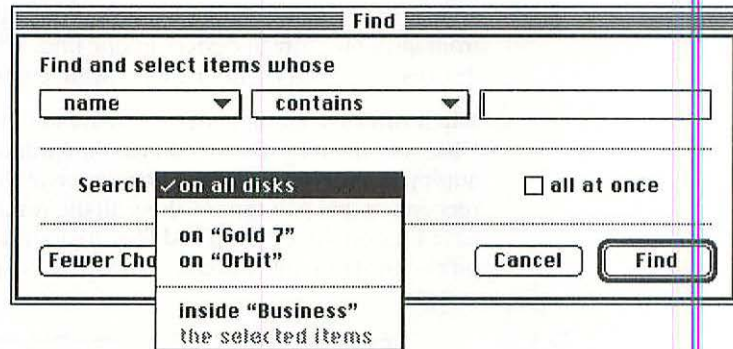 Find
Find and select items whose
name contains
Search ✓on all disks all at once
on “Gold 7”
on “Orbit”
Fewer Cho Cancel Find
inside “Business”
the selected items